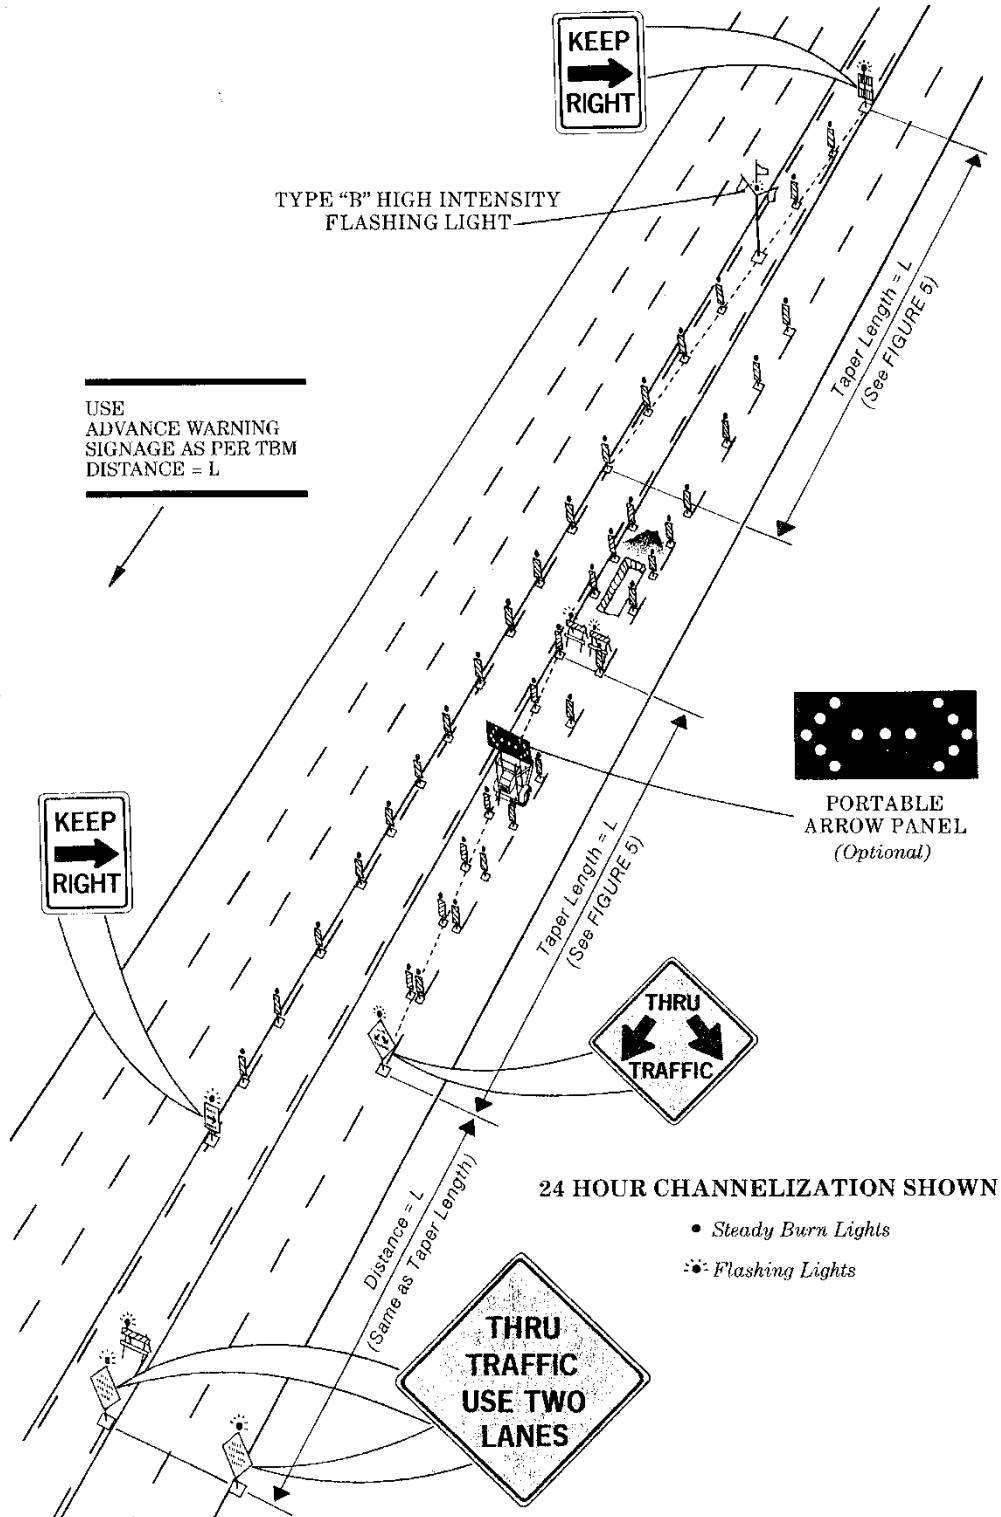 KEEP
RIGHT
TYPE “B” HIGH INTENSITY
FLASHING LIGHT
Taper Length = L
(See FIGURE 5)
USE
ADVANCE WARNING
SIGNAGE AS PER TBM
DISTANCE = L
PORTABLE
ARROW PANEL
(Optional)
KEEP
RIGHT
Taper Length = L
(See FIGURE 5)
THRU
TRAFFIC
24 HOUR CHANNELIZATION SHOWN
Steady Burn Lights
Flashing Lights
Distance = L
(Same as Taper Length)
THRU
TRAFFIC
USE TWO
LANES